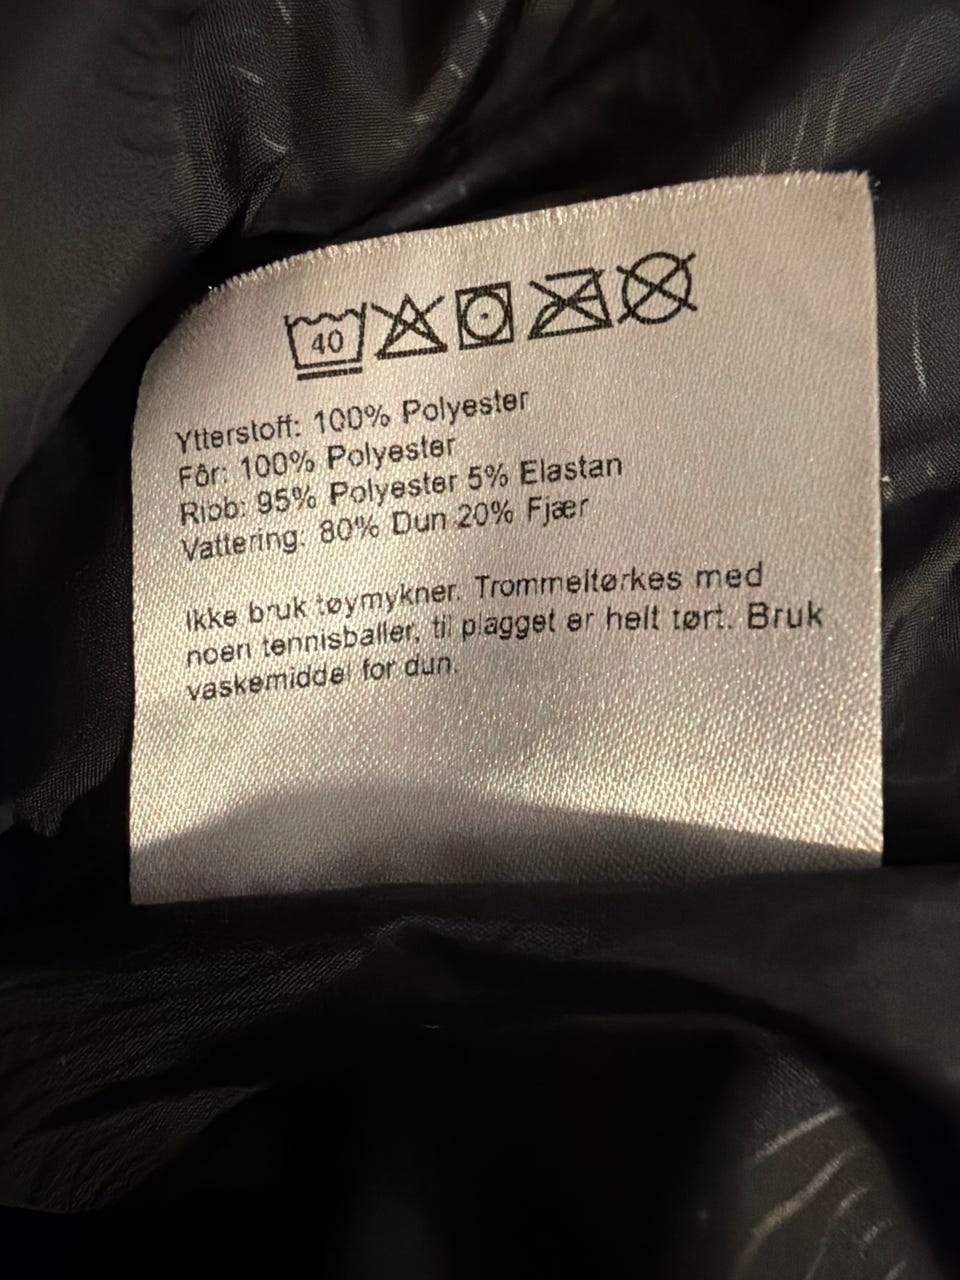 40
Ytterstoff: 100% Polyester
Fôr: 100% Polyester
Ribb: 95% Polyester 5% Elastan
Vattering: 80% Dun 20% Fjær
Ikke bruk tøymykner. Trommeltørkes med
noen tennisballer, til plagget er helt tørt. Bruk
vaskemiddel for dun.